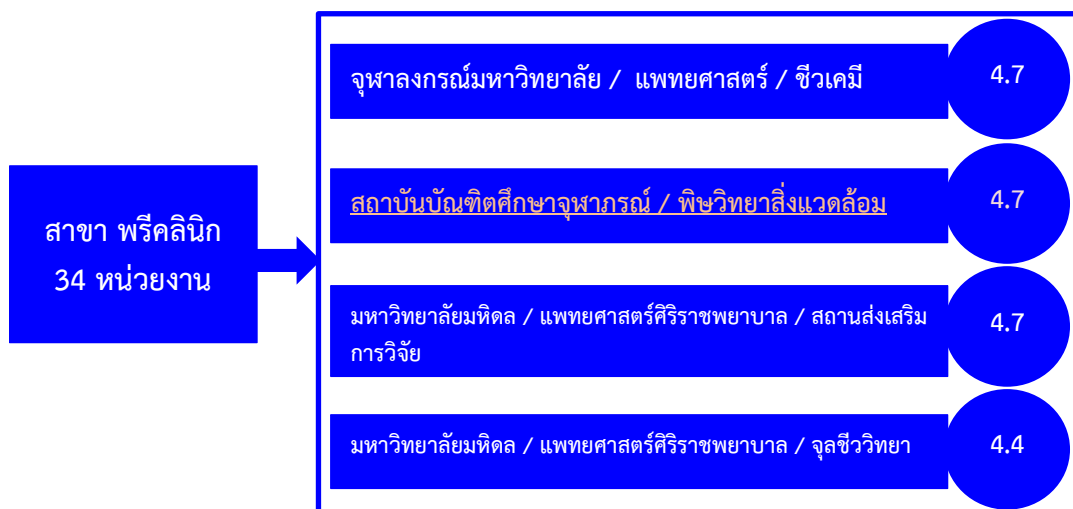 สาขา พรีคลินิก
34 หน่วยงาน
จุฬาลงกรณ์มหาวิทยาลัย / แพทยศาสตร์ / ชีวเคมี
4.7
สถาบันบัณฑิตศึกษาจุฬาภรณ์ / พิษวิทยาสิ่งแวดล้อม
4.7
มหาวิทยาลัยมหิดล / แพทยศาสตร์ศิริราชพยาบาล / สถานส่งเสริม
การวิจัย
4.7
มหาวิทยาลัยมหิดล / แพทยศาสตร์ศิริราชพยาบาล / จุลชีววิทยา
4.4